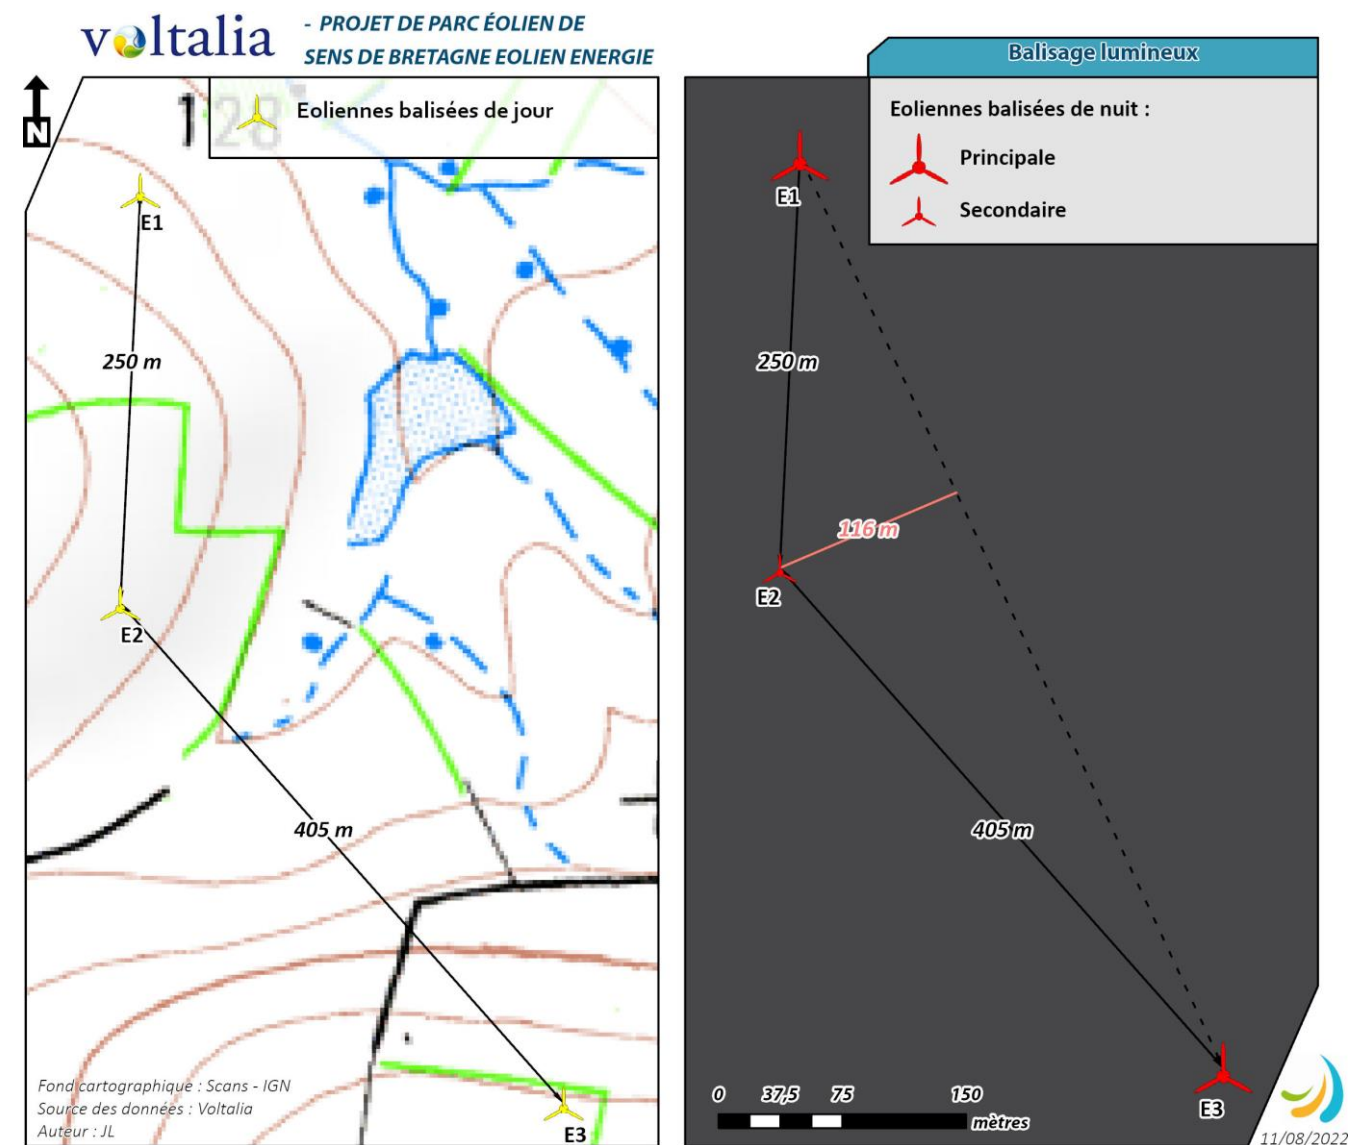 voltalia
- PROJET DE PARC ÉOLIEN DE
SENS DE BRETAGNE EOLIEN ENERGIE
N
128
Eoliennes balisées de jour
E1
250 m
E2
405 m
E3
Fond cartographique : Scans - IGN
Source des données : Voltalia
Auteur : JL
Balisage lumineux
Eoliennes balisées de nuit :
Principale
Secondaire
E1
250 m
116 m
E2
405 m
E3
0 37,5 75 150
mètres
11/08/2022